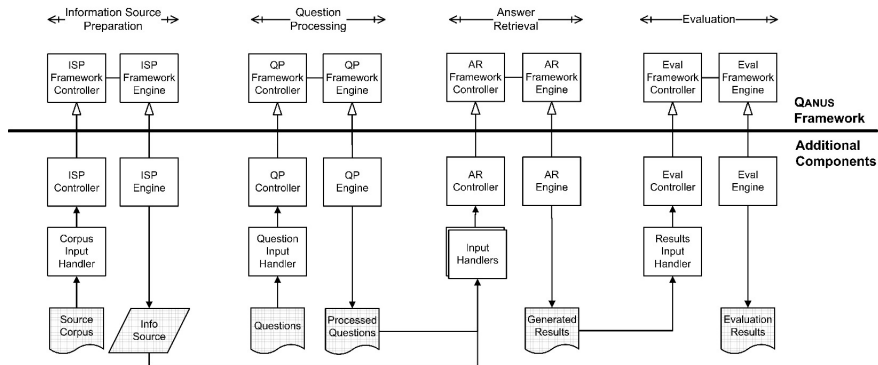 Information Source
Preparation
Question
Processing
Answer
Retrieval
Evaluation
ISP
Framework
Controller
ISP
Framework
Engine
QP
Framework
Controller
QP
Framework
Engine
AR
Framework
Controller
AR
Framework
Engine
Eval
Framework
Controller
Eval
Framework
Engine
QANUS
Framework
Additional
Components
ISP
Controller
ISP
Engine
QP
Controller
QP
Engine
AR
Controller
AR
Engine
Eval
Controller
Eval
Engine
Corpus
Input
Handler
Question
Input
Handler
Input
Handlers
Results
Input
Handler
Source
Corpus
Info
Source
Questions
Processed
Questions
Generated
Results
Evaluation
Results